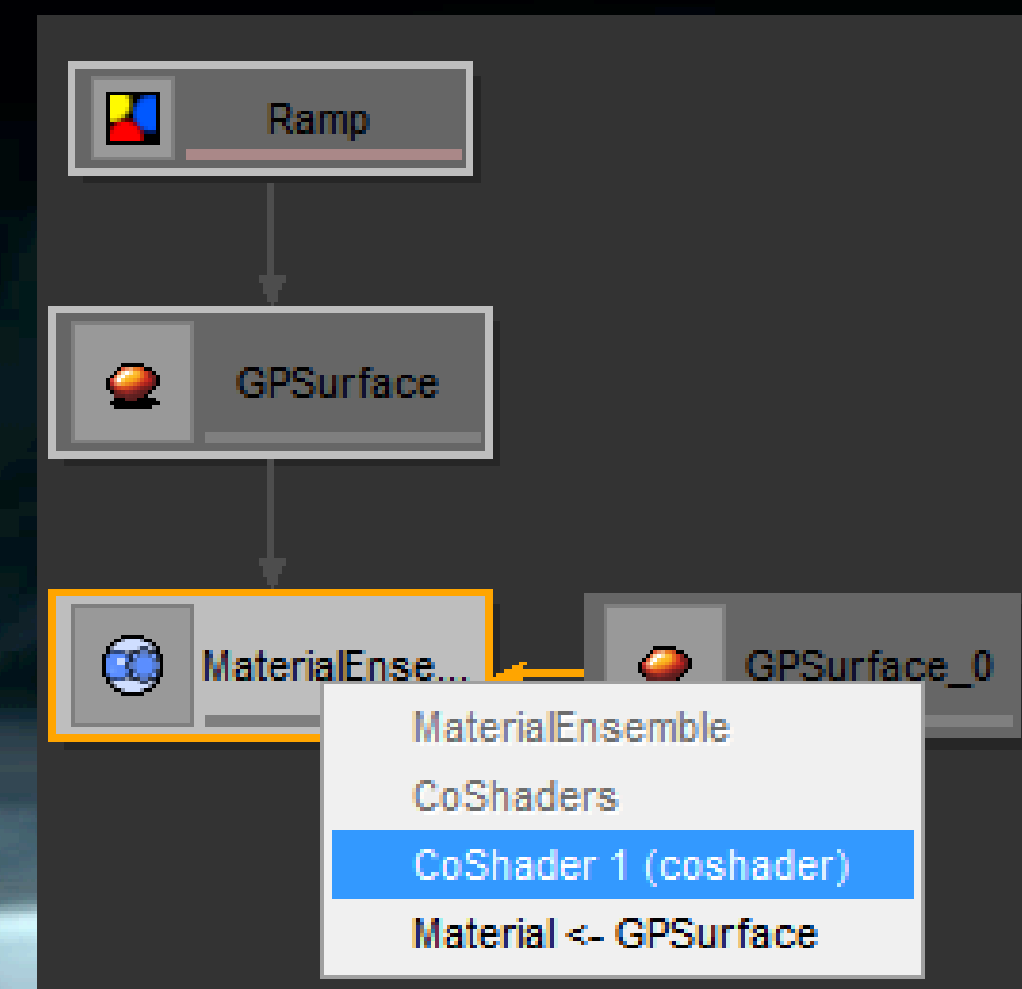 Ramp
GPSurface
MaterialEnse...
GPSurface_0
MaterialEnsemble
CoShaders
CoShader 1 (coshader)
Material <- GPSurface